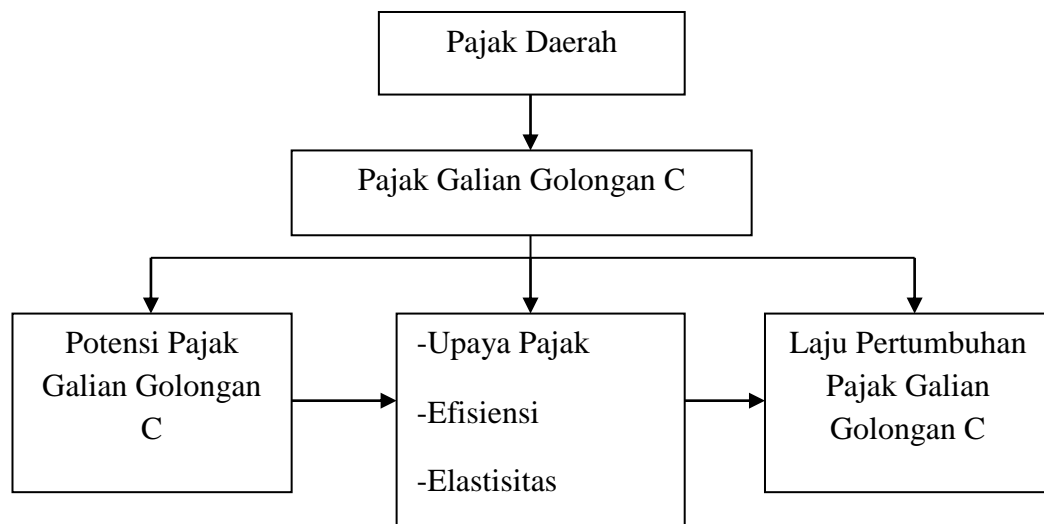 Pajak Daerah
Pajak Galian Golongan C
Potensi Pajak
Galian Golongan
C
-Upaya Pajak
-Efisiensi
-Elastisitas
Laju Pertumbuhan
Pajak Galian
Golongan C